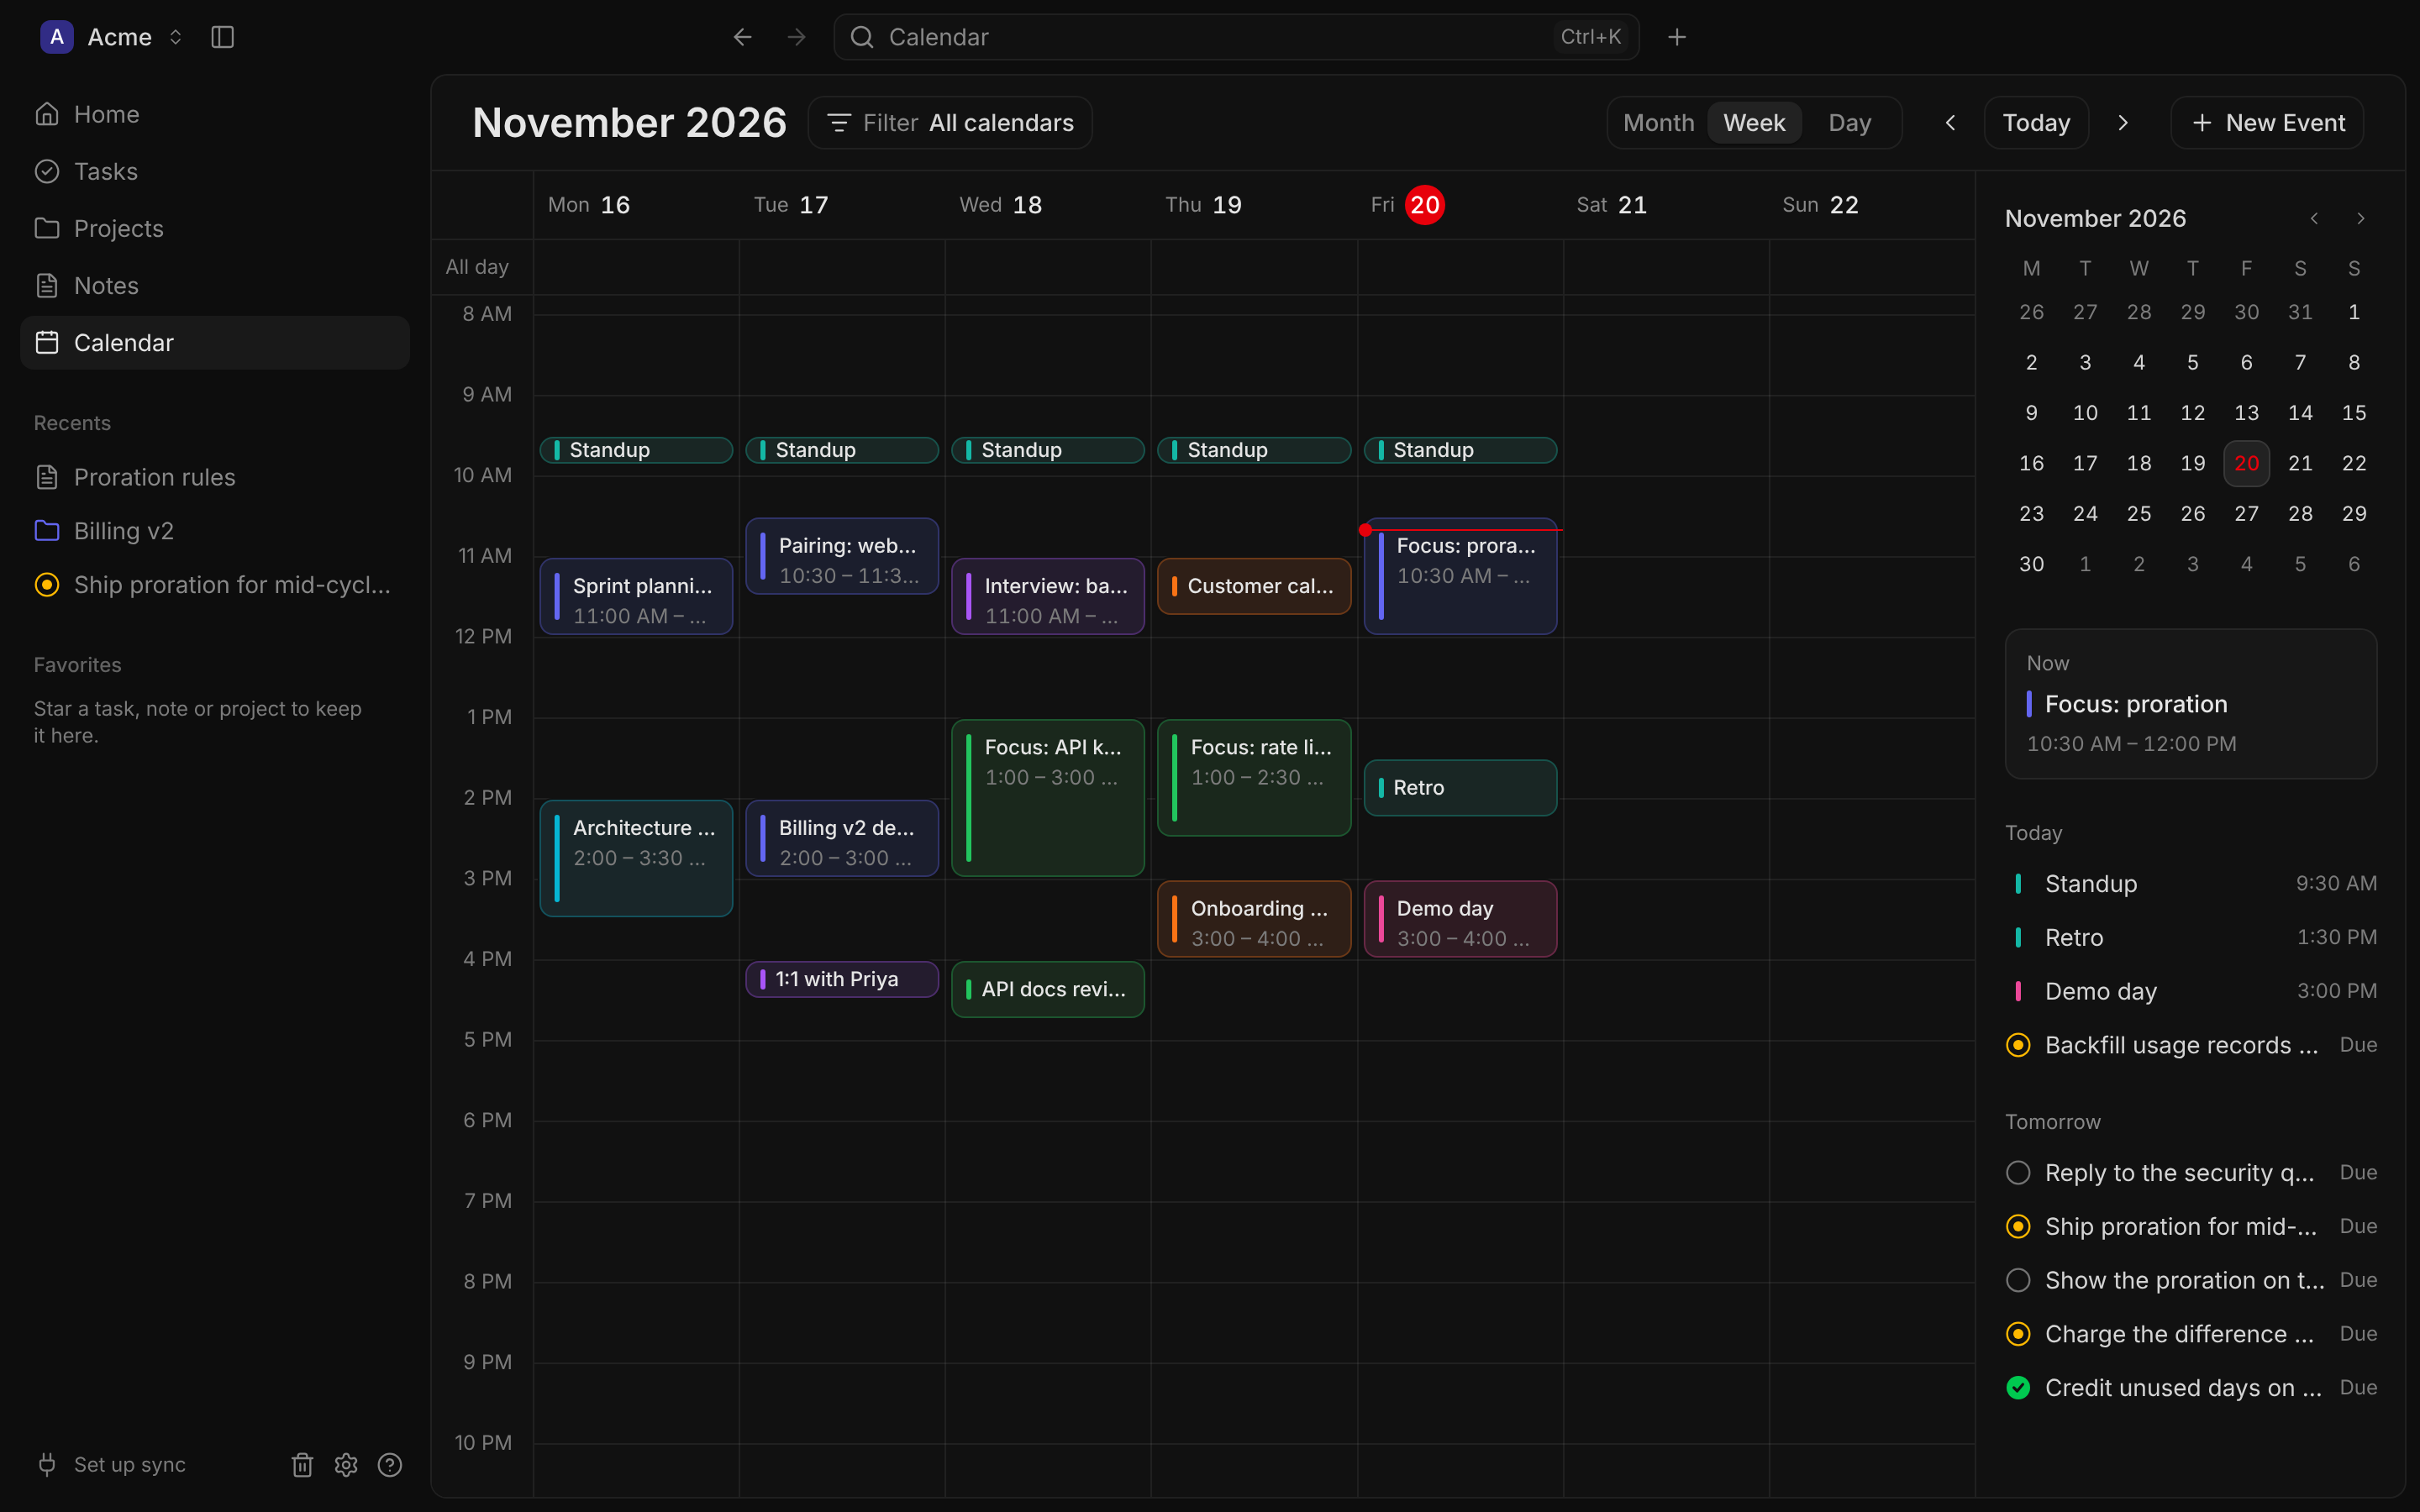 A Acme
Calendar Ctrl+K
Home
Tasks
Projects
Notes
Calendar
Recents
Proration rules
Billing v2
Ship proration for mid-cycl...
Favorites
Star a task, note or project to keep
it here.
Set up sync
November 2026 Filter All calendars Month Week Day Today New Event
Mon 16 Tue 17 Wed 18 Thu 19 Fri 20 Sat 21 Sun 22
All day
8 AM
9 AM
Standup Standup Standup Standup Standup
10 AM
Pairing: web... Focus: prora...
10:30 – 11:3... 10:30 AM – ...
11 AM
Sprint planni... Interview: ba... Customer cal...
11:00 AM – ... 11:00 AM – ...
12 PM
1 PM
Focus: API k... Focus: rate li...
1:00 – 3:00 ... 1:00 – 2:30 ...
Retro
2 PM
Architecture ... Billing v2 de...
2:00 – 3:30 ... 2:00 – 3:00 ...
3 PM
Onboarding ... Demo day
3:00 – 4:00 ... 3:00 – 4:00 ...
4 PM
1:1 with Priya API docs revi...
5 PM
6 PM
7 PM
8 PM
9 PM
10 PM
November 2026
M T W T F S S
26 27 28 29 30 31 1
2 3 4 5 6 7 8
9 10 11 12 13 14 15
16 17 18 19 20 21 22
23 24 25 26 27 28 29
30 1 2 3 4 5 6
Now
Focus: proration
10:30 AM – 12:00 PM
Today
Standup 9:30 AM
Retro 1:30 PM
Demo day 3:00 PM
Backfill usage records ... Due
Tomorrow
Reply to the security q... Due
Ship proration for mid-... Due
Show the proration on t... Due
Charge the difference ... Due
Credit unused days on ... Due